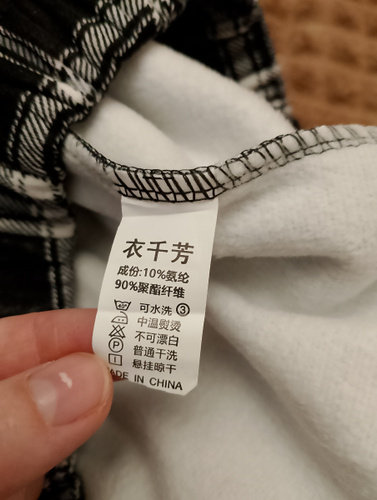 衣千芳
成份:10%氨纶
90%聚酯纤维
可水洗 ③
中温熨烫
不可漂白
P 普通干洗
悬挂晾干
ADE IN CHINA